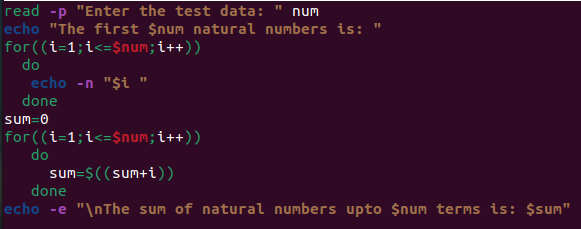 read -p "Enter the test data: " num
echo "The first $num natural numbers is: "
for((i=1;i<=$num;i++))
do
echo -n "$i "
done
sum=0
for((i=1;i<=$num;i++))
do
sum=$((sum+i))
done
echo -e "\nThe sum of natural numbers upto $num terms is: $sum"